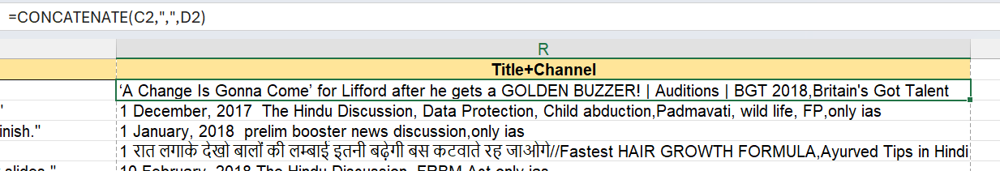 =CONCATENATE(C2,",",D2)
R
Title+Channel
‘A Change Is Gonna Come’ for Lifford after he gets a GOLDEN BUZZER! | Auditions | BGT 2018,Britain's Got Talent
" 1 December, 2017  The Hindu Discussion, Data Protection, Child abduction,Padmavati, wild life, FP,only ias
inish." 1 January, 2018  prelim booster news discussion,only ias
1 रात लगाके देखो बालों की लम्बाई इतनी बढ़ेगी बस कटवाते रह जाओगे//Fastest HAIR GROWTH FORMULA,Ayurved Tips in Hindi
slides." 10 February, 2018 The Hindu Discussion, FRBM Act,only ias